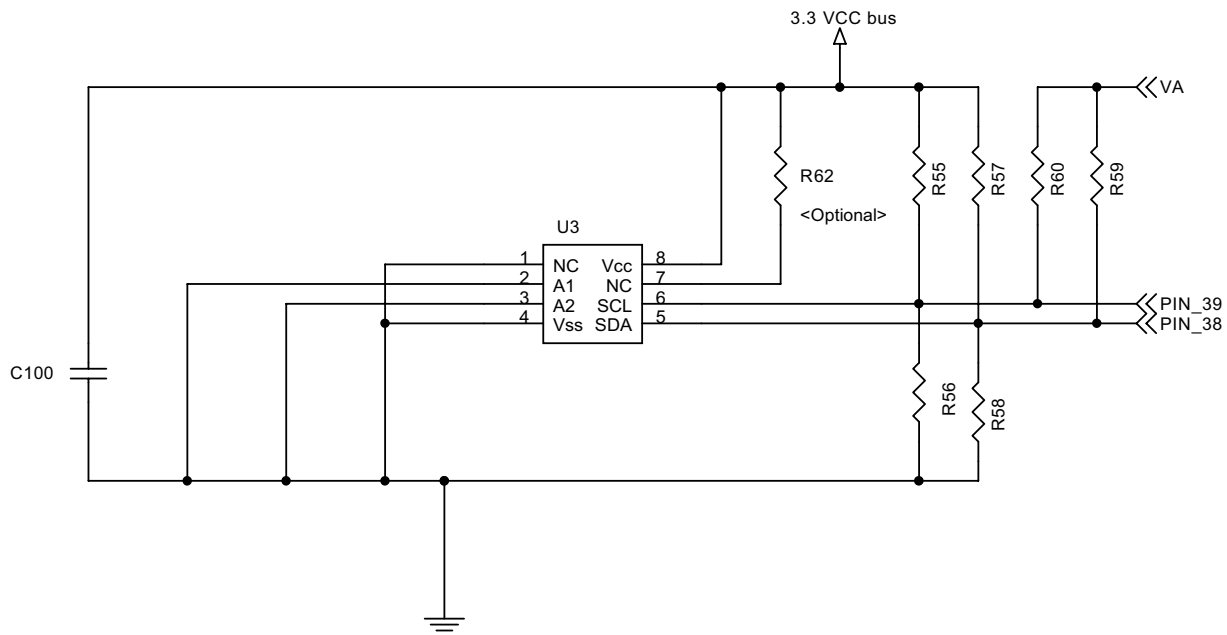 3.3 VCC bus
VA
R62
<Optional>
R55
R57
R60
R59
U3
1 NC Vcc 8
2 A1 NC 7
3 A2 SCL 6
4 Vss SDA 5
PIN_39
PIN_38
C100
R56
R58